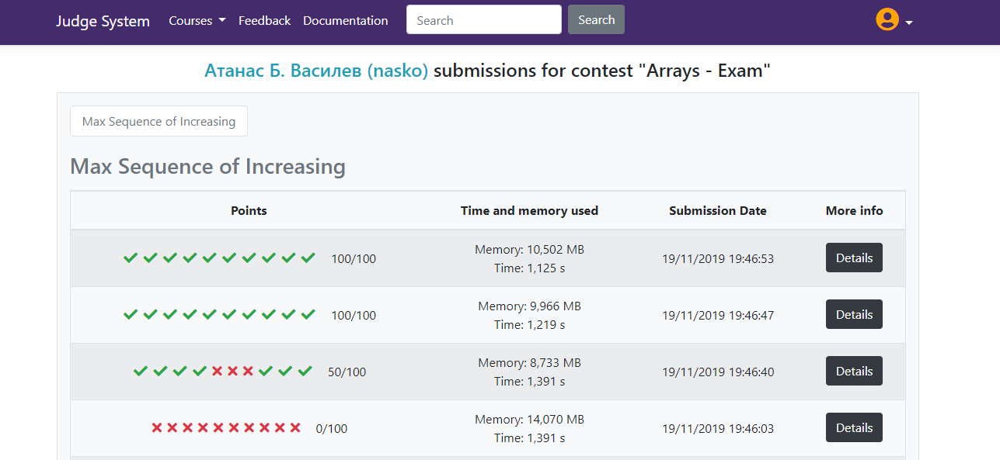 Judge System Courses Feedback Documentation Search Search
Атанас Б. Василев (nasko) submissions for contest "Arrays - Exam"
Max Sequence of Increasing
Max Sequence of Increasing
Points Time and memory used Submission Date More info
100/100 Memory: 10,502 MB 19/11/2019 19:46:53 Details
Time: 1,125 s
100/100 Memory: 9,966 MB 19/11/2019 19:46:47 Details
Time: 1,219 s
50/100 Memory: 8,733 MB 19/11/2019 19:46:40 Details
Time: 1,391 s
0/100 Memory: 14,070 MB 19/11/2019 19:46:03 Details
Time: 1,391 s